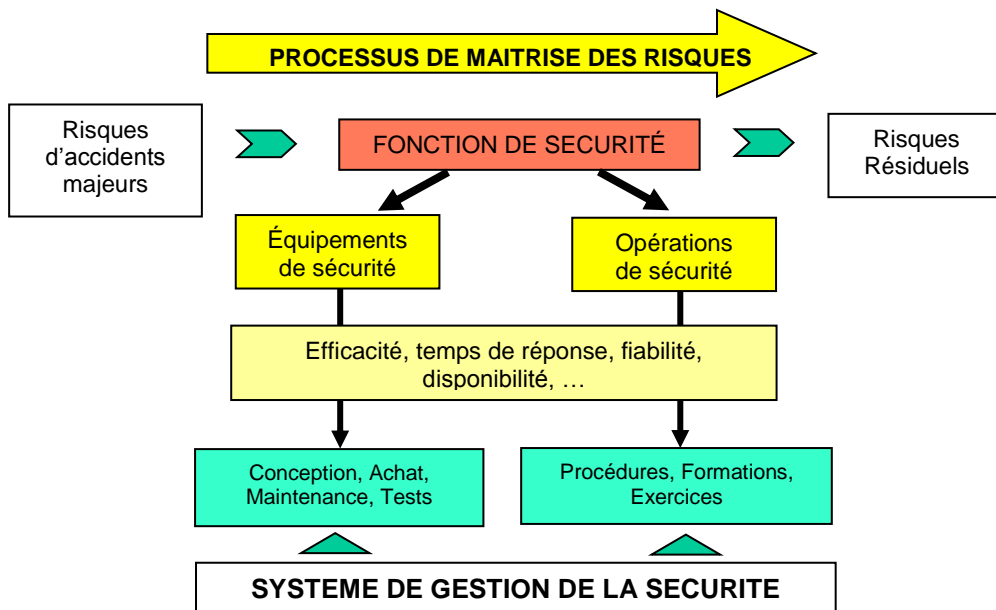 PROCESSUS DE MAITRISE DES RISQUES
Risques
d'accidents
majeurs
FONCTION DE SECURITÉ
Risques
Résiduels
Équipements
de sécurité
Opérations
de sécurité
Efficacité, temps de réponse, fiabilité,
disponibilité, …
Conception, Achat,
Maintenance, Tests
Procédures, Formations,
Exercices
SYSTEME DE GESTION DE LA SECURITE